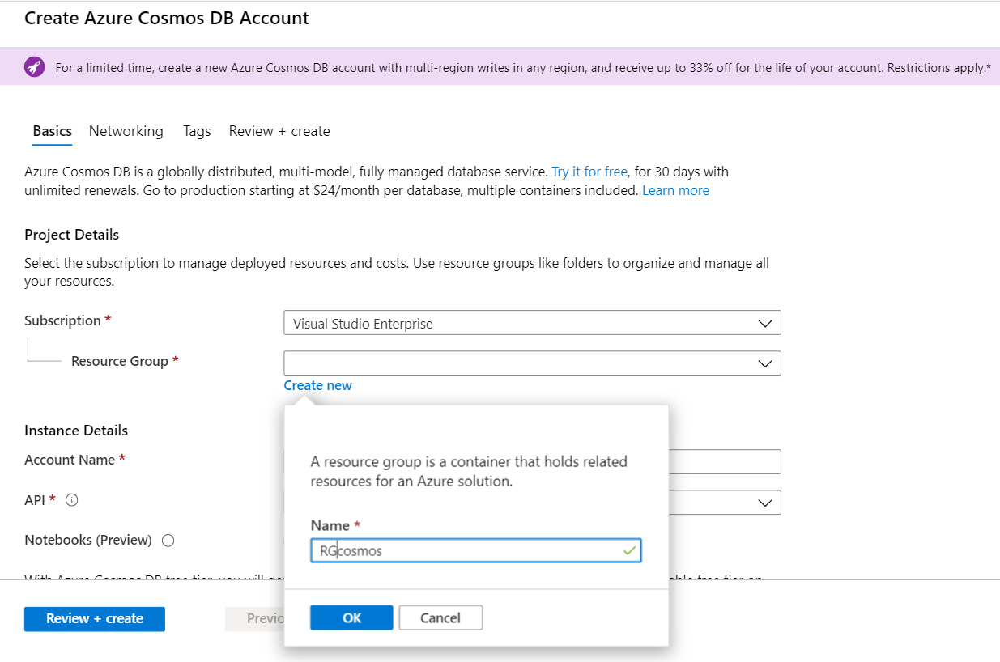 Create Azure Cosmos DB Account
For a limited time, create a new Azure Cosmos DB account with multi-region writes in any region, and receive up to 33% off for the life of your account. Restrictions apply.*
Basics Networking Tags Review + create
Azure Cosmos DB is a globally distributed, multi-model, fully managed database service. Try it for free, for 30 days with
unlimited renewals. Go to production starting at $24/month per database, multiple containers included. Learn more
Project Details
Select the subscription to manage deployed resources and costs. Use resource groups like folders to organize and manage all
your resources.
Subscription *
Visual Studio Enterprise
Resource Group *
Create new
Instance Details
Account Name *
API *
Notebooks (Preview)
A resource group is a container that holds related
resources for an Azure solution.
Name *
RGcosmos
With Azure Cosmos DB free tier, you will
free tier on
Review + create
Previo
OK
Cancel